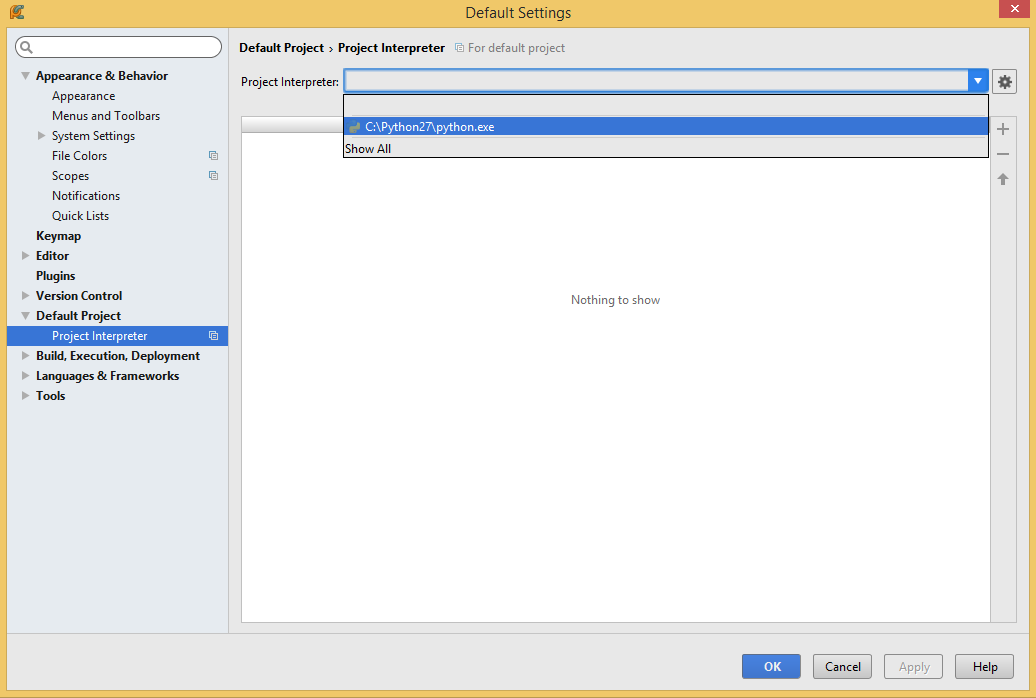 Default Settings
Default Project › Project Interpreter For default project
Project Interpreter:
C:\Python27\python.exe
Show All
Nothing to show
Appearance & Behavior
Appearance
Menus and Toolbars
System Settings
File Colors
Scopes
Notifications
Quick Lists
Keymap
Editor
Plugins
Version Control
Default Project
Project Interpreter
Build, Execution, Deployment
Languages & Frameworks
Tools
OK Cancel Apply Help